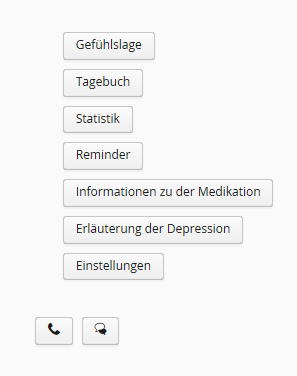 Gefühlslage
Tagebuch
Statistik
Reminder
Informationen zu der Medikation
Erläuterung der Depression
Einstellungen